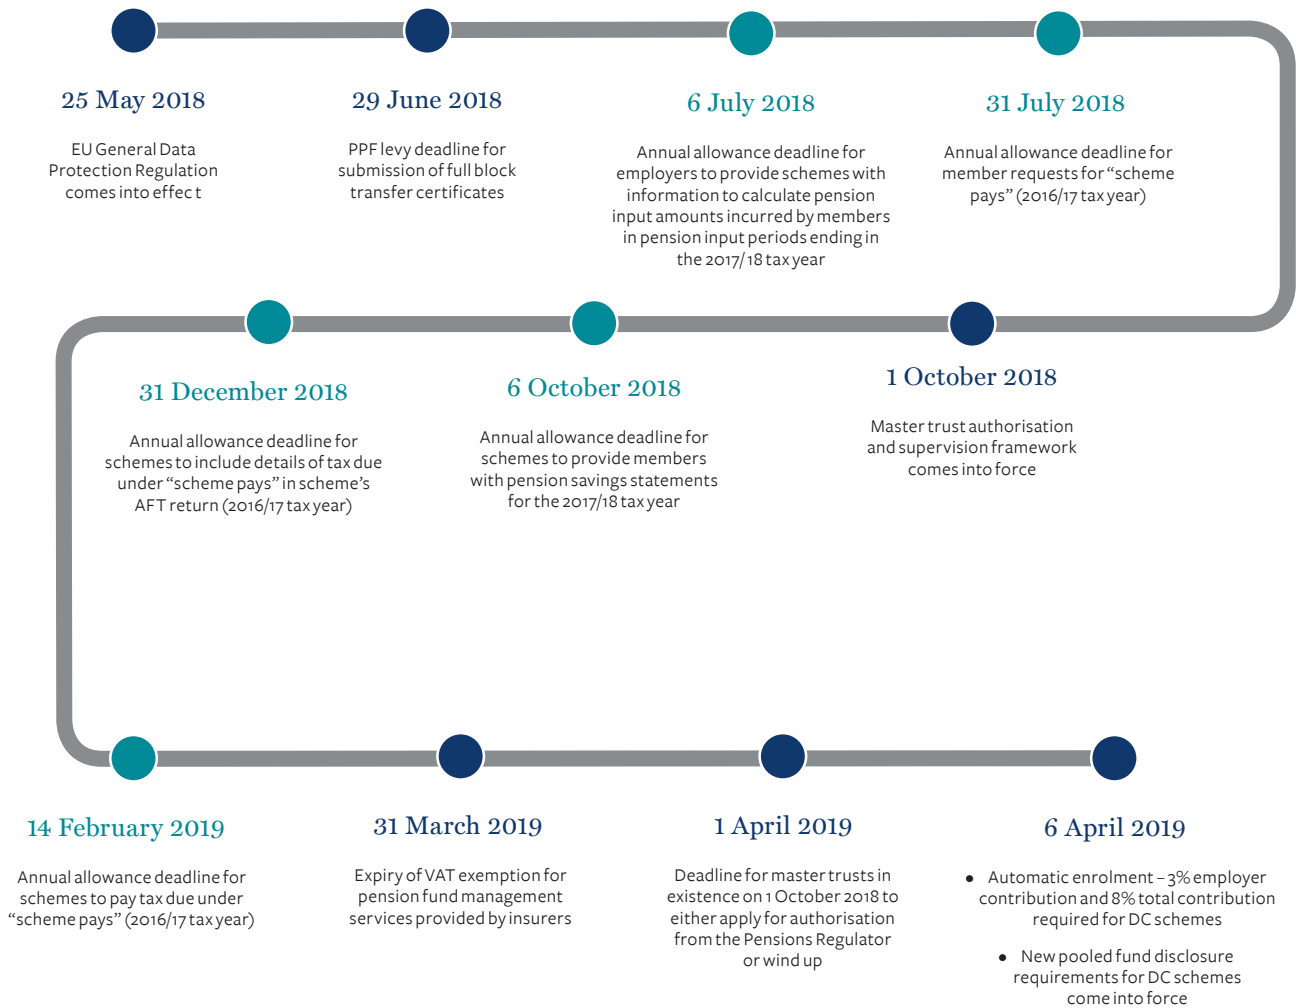 25 May 2018
EU General Data
Protection Regulation
comes into effec t
29 June 2018
PPF levy deadline for
submission of full block
transfer certificates
6 July 2018
Annual allowance deadline for
employers to provide schemes with
information to calculate pension
input amounts incurred by members
in pension input periods ending in
the 2017/18 tax year
31 July 2018
Annual allowance deadline for
member requests for “scheme
pays” (2016/17 tax year)
31 December 2018
Annual allowance deadline for
schemes to include details of tax due
under “scheme pays” in scheme’s
AFT return (2016/17 tax year)
6 October 2018
Annual allowance deadline for
schemes to provide members
with pension savings statements
for the 2017/18 tax year
1 October 2018
Master trust authorisation
and supervision framework
comes into force
14 February 2019
Annual allowance deadline for
schemes to pay tax due under
“scheme pays” (2016/17 tax year)
31 March 2019
Expiry of VAT exemption for
pension fund management
services provided by insurers
1 April 2019
Deadline for master trusts in
existence on 1 October 2018 to
either apply for authorisation
from the Pensions Regulator
or wind up
6 April 2019
• Automatic enrolment – 3% employer
contribution and 8% total contribution
required for DC schemes
• New pooled fund disclosure
requirements for DC schemes
come into force